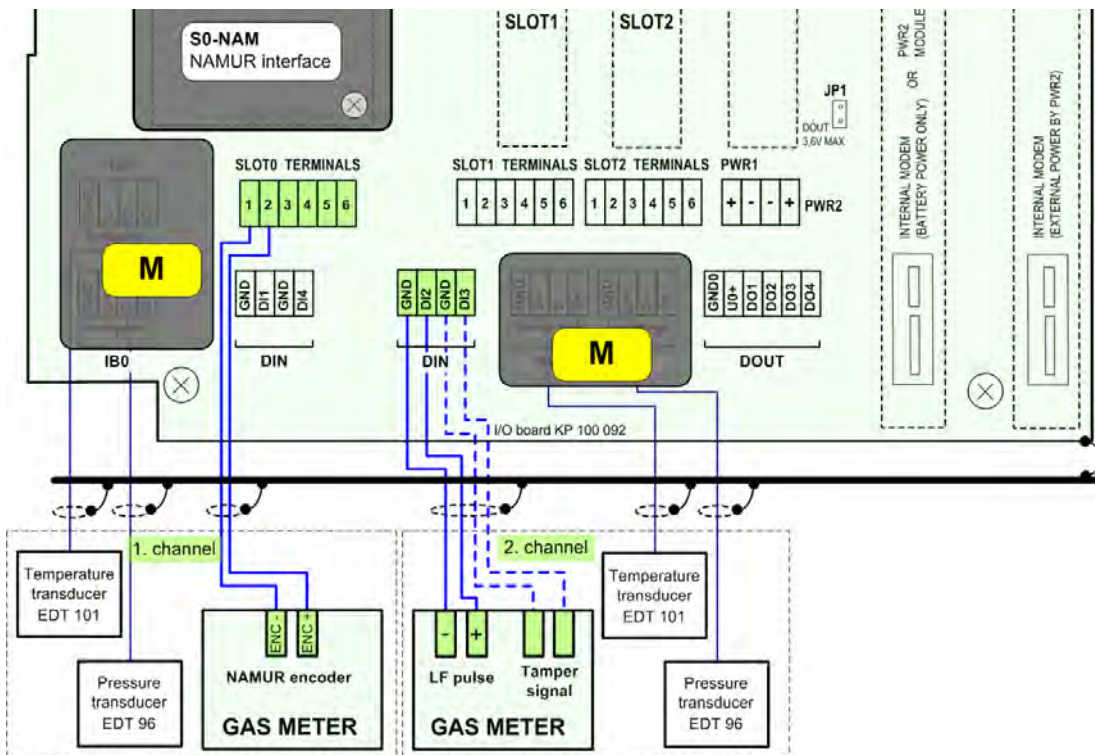 SLOT1
SLOT2
S0-NAM
NAMUR interface
JP1
DOUT
3,6V MAX
INTERNAL MODEM
(BATTERY POWER ONLY)
OR
PWR2
MODULE
INTERNAL MODEM
(EXTERNAL POWER BY PWR2)
SLOT0 TERMINALS
1 2 3 4 5 6
SLOT1 TERMINALS
1 2 3 4 5 6
SLOT2 TERMINALS
1 2 3 4 5 6
PWR1
+ - - +
PWR2
M
GND DI1 GND DI4
DIN
GND DI2 GND DI3
DIN
M
GND0 U0+ DO1 DO2 DO3 DO4
DOUT
IB0
I/O board KP 100 092
1. channel
2. channel
Temperature
transducer
EDT 101
Pressure
transducer
EDT 96
ENC - ENC +
NAMUR encoder
GAS METER
- +
LF pulse
Tamper
signal
GAS METER
Temperature
transducer
EDT 101
Pressure
transducer
EDT 96